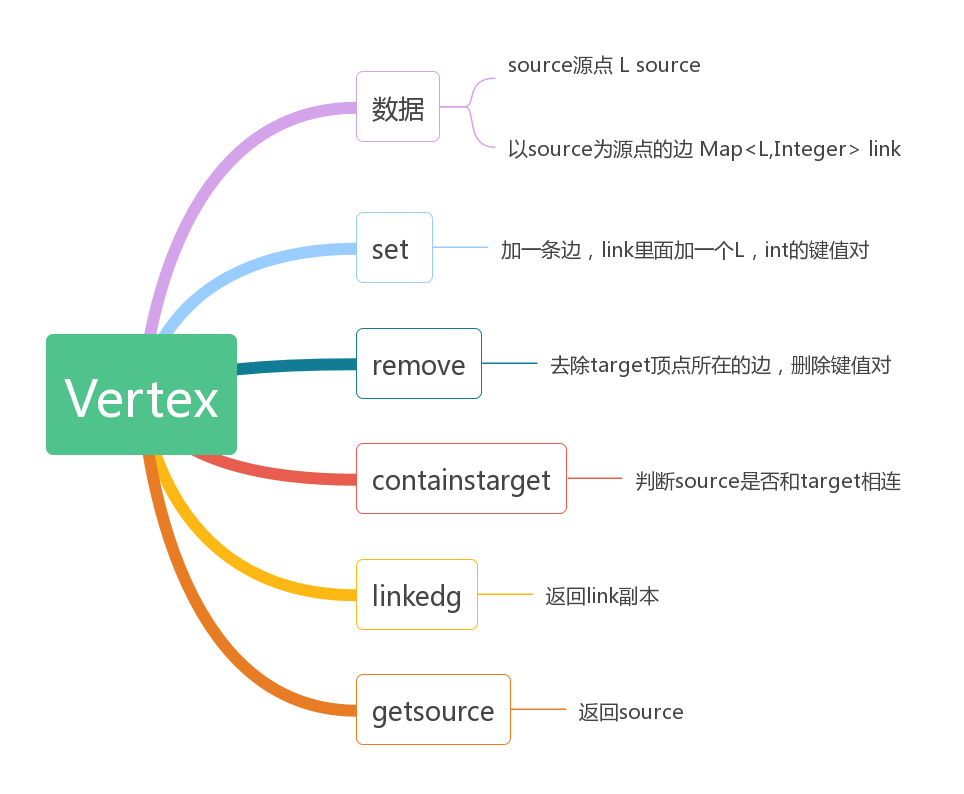 Vertex
数据
source源点 L source
以source为源点的边 Map<L,Integer> link
set
加一条边，link里面加一个L，int的键值对
remove
去除target顶点所在的边，删除键值对
containstarget
判断source是否和target相连
linkedg
返回link副本
getsource
返回source